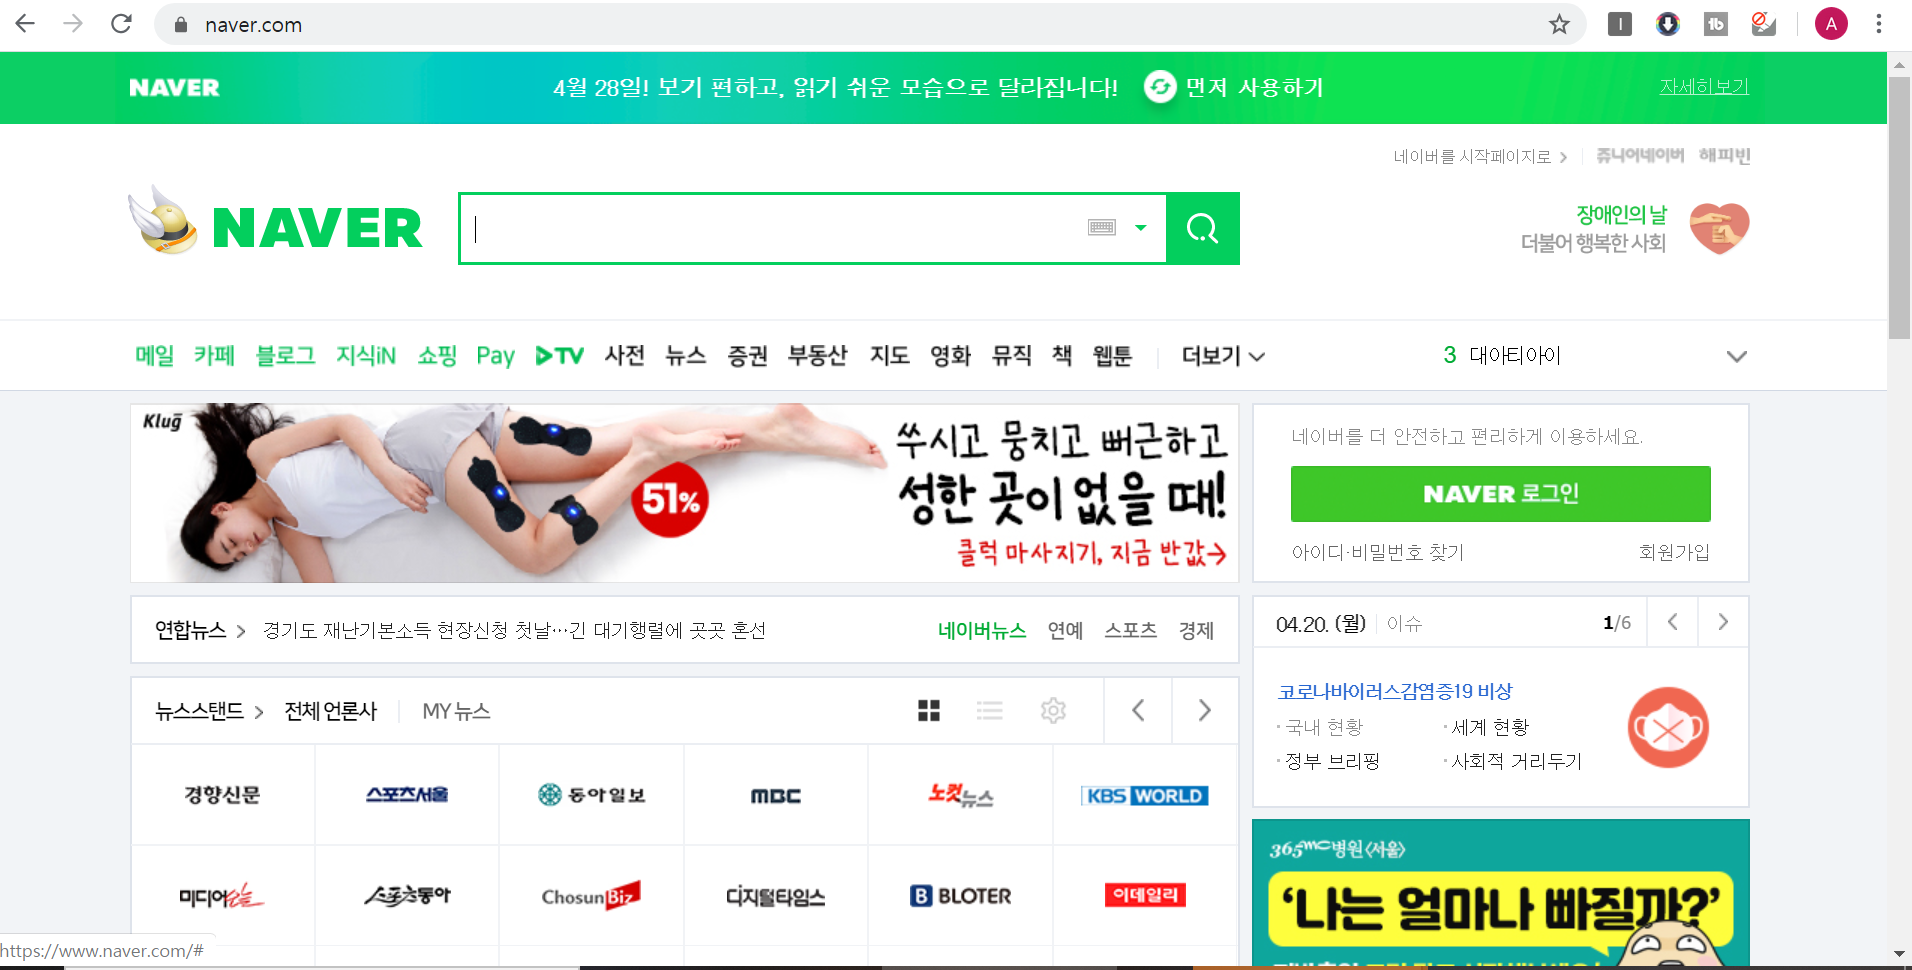 naver.com
A
NAVER
4월 28일! 보기 편하고, 읽기 쉬운 모습으로 달라집니다! 먼저 사용하기
자세히보기
네이버를 시작페이지로 쥬니어네이버 해피빈
NAVER
장애인의 날
더불어 행복한 사회
메일 카페 블로그 지식iN 쇼핑 Pay TV 사전 뉴스 증권 부동산 지도 영화 뮤직 책 웹툰 더보기
3 대아티아이
Klug
51%
쑤시고 뭉치고 뻐근하고
성한 곳이 없을 때!
클럭 마사지기, 지금 반값→
네이버를 더 안전하고 편리하게 이용하세요.
NAVER 로그인
아이디·비밀번호 찾기 회원가입
연합뉴스 > 경기도 재난기본소득 현장신청 첫날…긴 대기행렬에 곳곳 혼선
네이버뉴스 연예 스포츠 경제
04.20. (월) 이슈 1/6
코로나바이러스감염증19 비상
· 국내 현황 · 세계 현황
· 정부 브리핑 · 사회적 거리두기
뉴스스탠드 > 전체 언론사 MY 뉴스
경향신문 스포츠서울 동아일보 MBC 노컷뉴스 KBS WORLD
미디어오늘 스포츠동아 ChosunBiz 디지털타임스 B BLOTER 이데일리
365mc병원<서울>
‘나는 얼마나 빠질까?’
https://www.naver.com/#